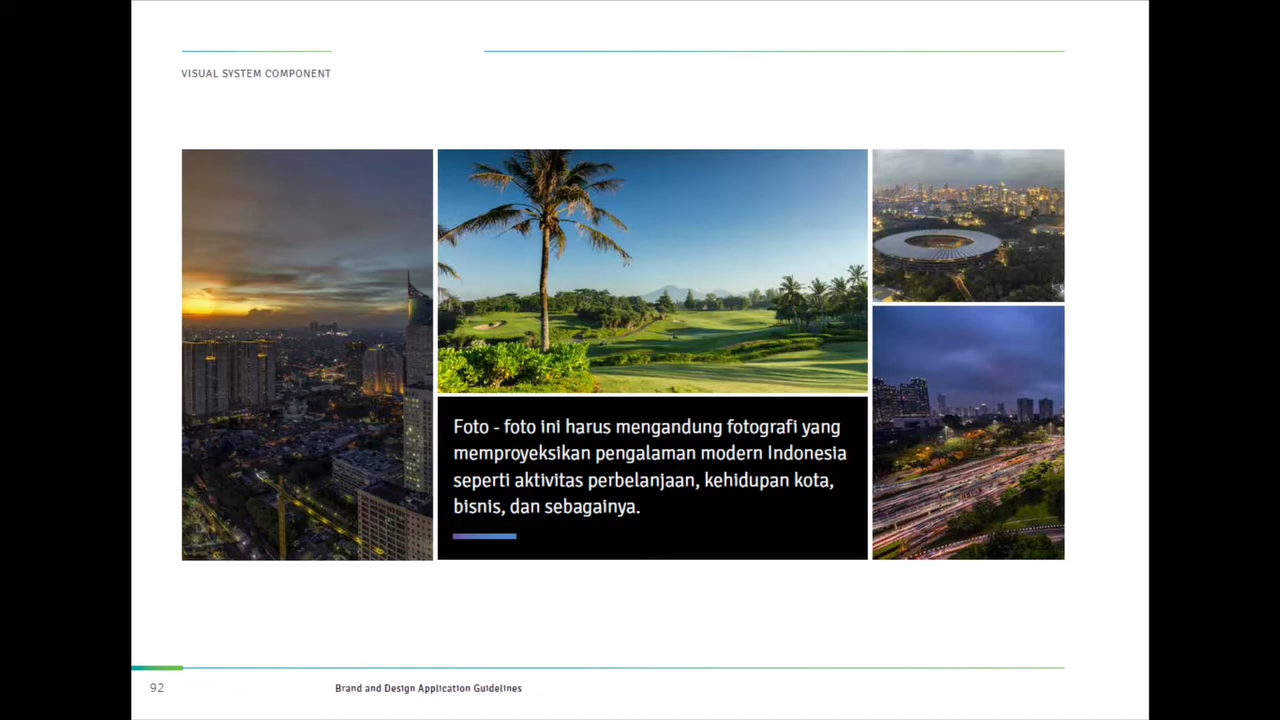 VISUAL SYSTEM COMPONENT
Foto - foto ini harus mengandung fotografi yang
memproyeksikan pengalaman modern Indonesia
seperti aktivitas perbelanjaan, kehidupan kota,
bisnis, dan sebagainya.
92
Brand and Design Application Guidelines